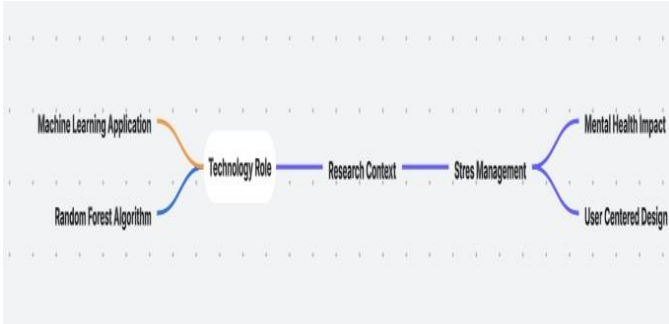 Machine Learning Application
Random Forest Algorithm
Technology Role
Research Context
Stres Management
Mental Health Impact
User Centered Design